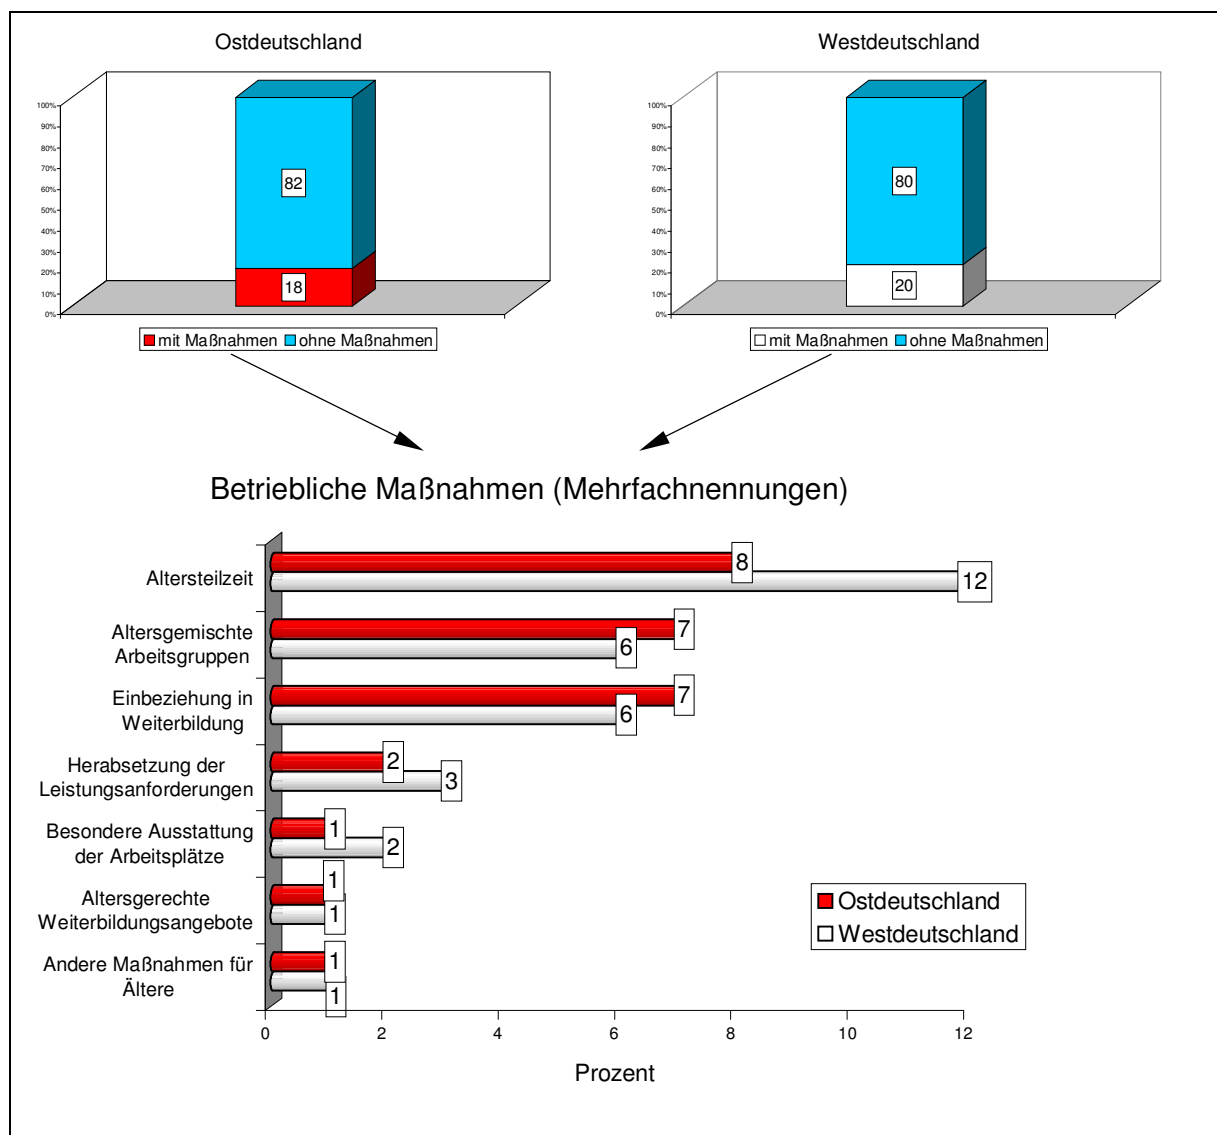 Ostdeutschland
100%
90%
80%
70%
60%
50%
40%
30%
20%
10%
0%
82
18
mit Maßnahmen ohne Maßnahmen
Westdeutschland
100%
90%
80%
70%
60%
50%
40%
30%
20%
10%
0%
80
20
mit Maßnahmen ohne Maßnahmen
Betriebliche Maßnahmen (Mehrfachnennungen)
Altersteilzeit
8
12
Altersgemischte
Arbeitsgruppen
7
6
Einbeziehung in
Weiterbildung
7
6
Herabsetzung der
Leistungsanforderungen
2
3
Besondere Ausstattung
der Arbeitsplätze
1
2
Altersgerechte
Weiterbildungsangebote
1
1
Andere Maßnahmen für
Ältere
1
1
Ostdeutschland
Westdeutschland
0 2 4 6 8 10 12
Prozent